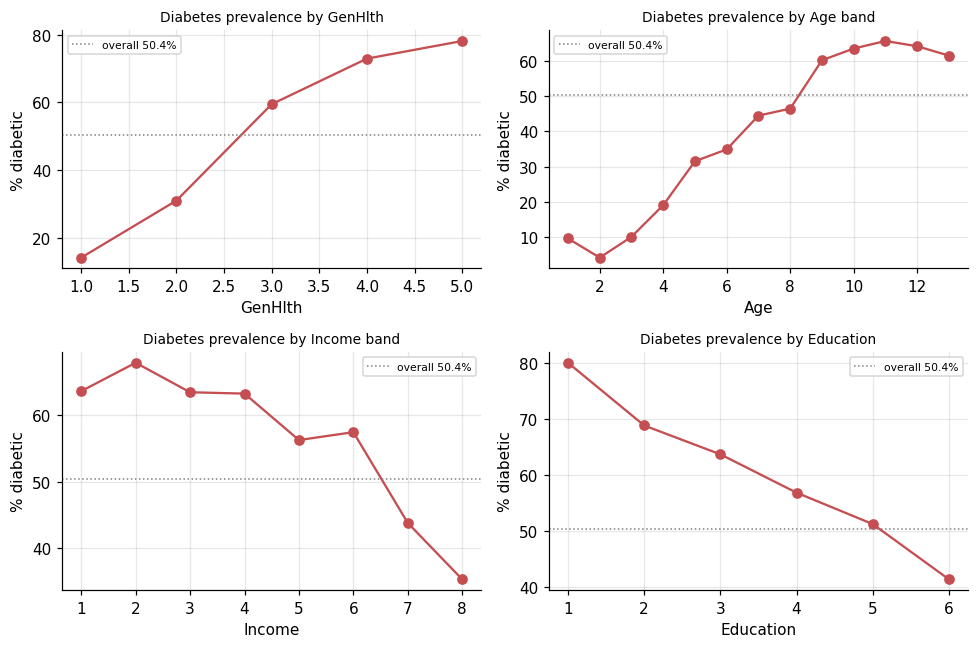 Diabetes prevalence by GenHlth
80
60
40
20
% diabetic
overall 50.4%
1.0 1.5 2.0 2.5 3.0 3.5 4.0 4.5 5.0
GenHlth
Diabetes prevalence by Age band
60
50
40
30
20
10
% diabetic
overall 50.4%
2 4 6 8 10 12
Age
Diabetes prevalence by Income band
60
50
40
% diabetic
overall 50.4%
1 2 3 4 5 6 7 8
Income
Diabetes prevalence by Education
80
70
60
50
40
% diabetic
overall 50.4%
1 2 3 4 5 6
Education